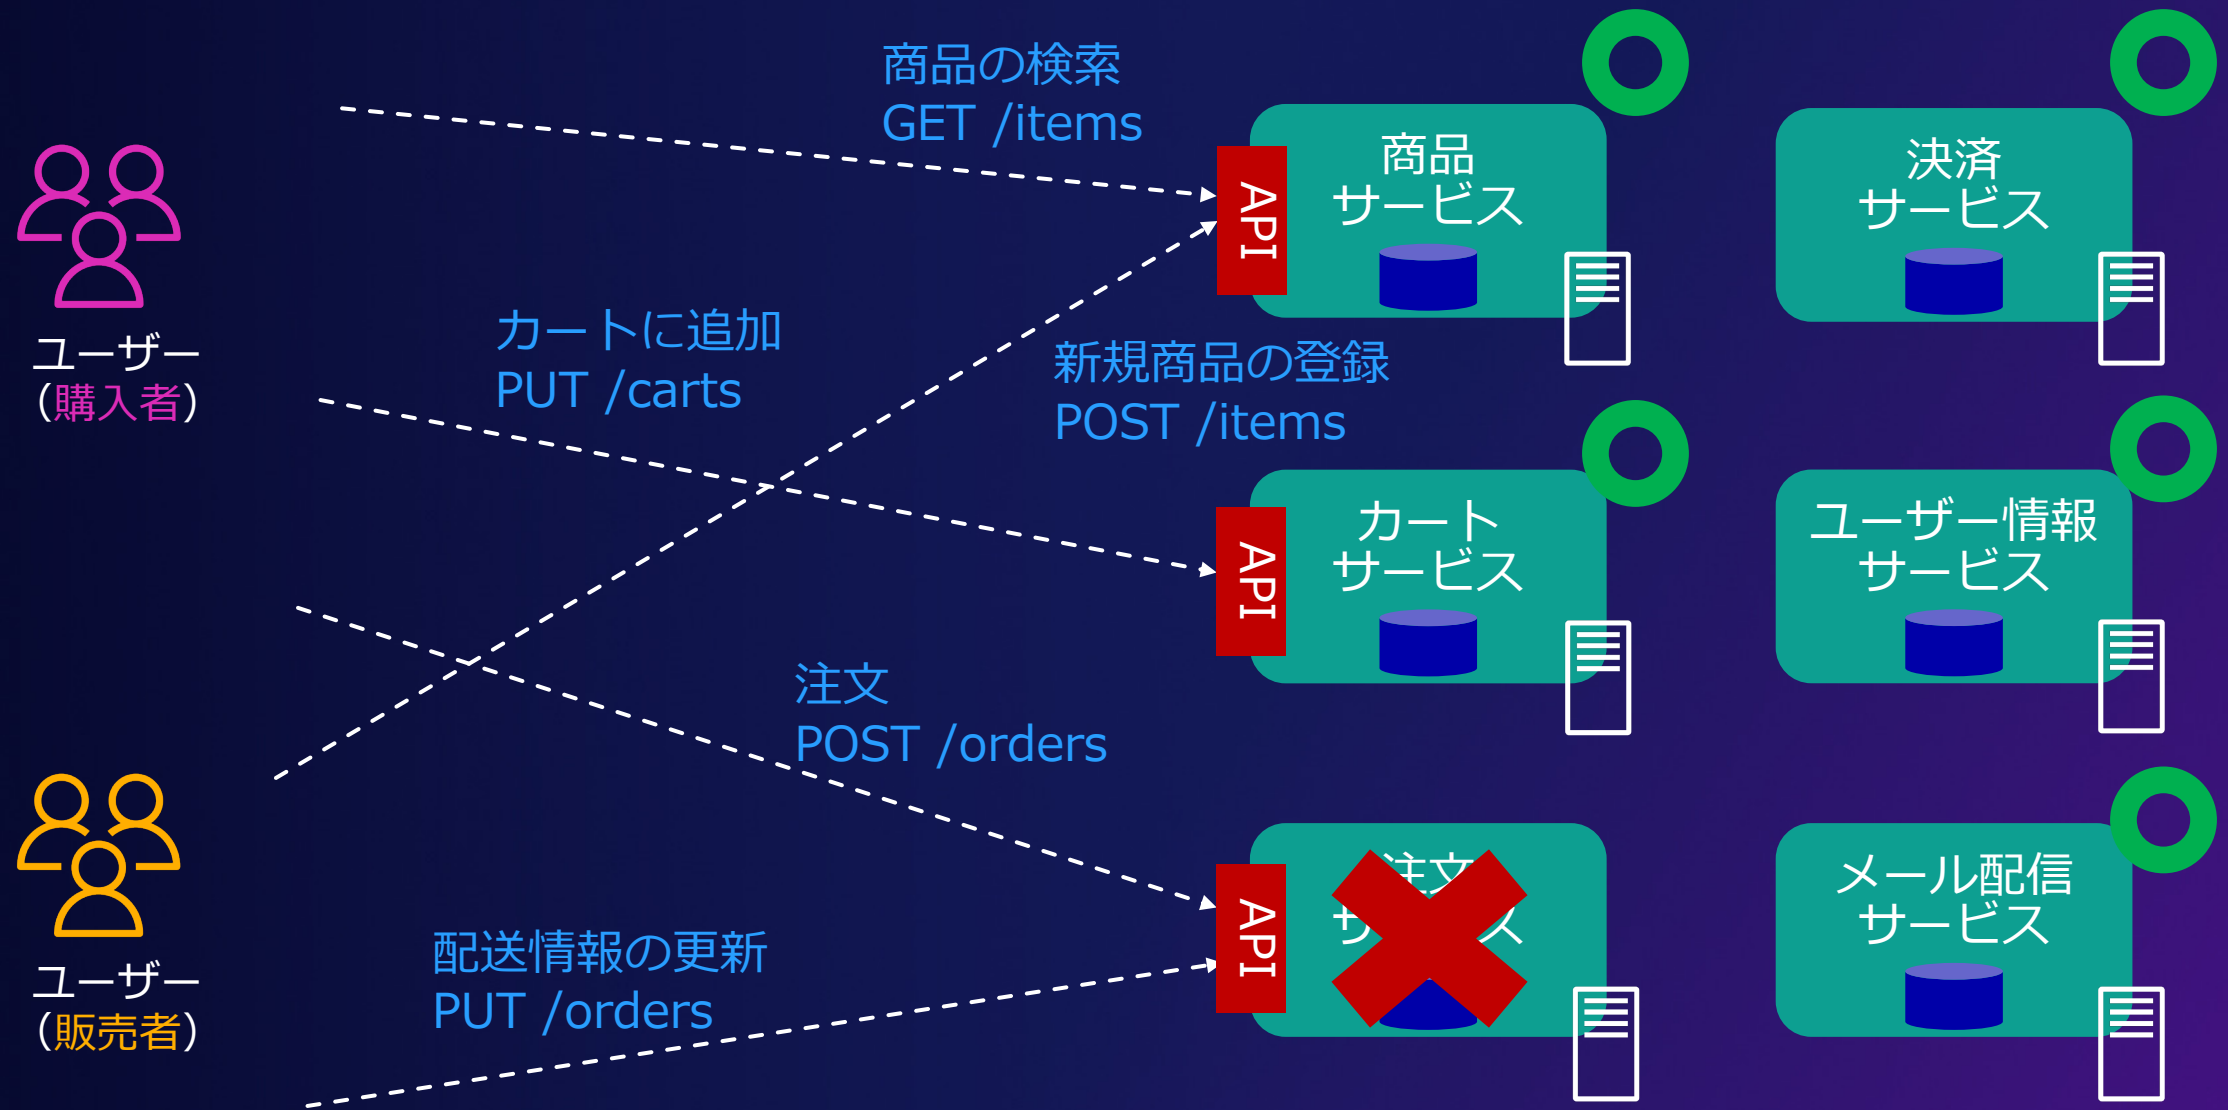 商品の検索
GET /items
商品
サービス
API
決済
サービス
ユーザー
（購入者）
カートに追加
PUT /carts
新規商品の登録
POST /items
カート
サービス
API
ユーザー情報
サービス
注文
POST /orders
注文
API
メール配信
サービス
ユーザー
（販売者）
配送情報の更新
PUT /orders